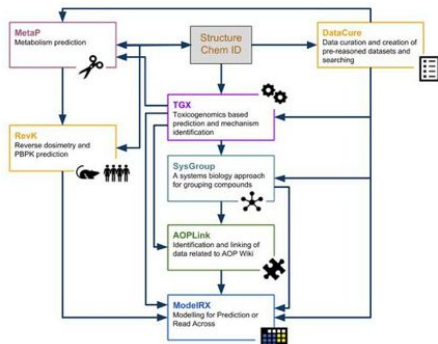 MetaP
Metabolism prediction
Structure
Chem ID
DataCure
Data curation and creation of
pre-reasoned datasets and
searching
TGX
Toxicogenomics based
prediction and mechanism
identification
RevK
Reverse dosimetry and
PBPK prediction
SysGroup
A systems biology approach
for grouping compounds
AOPLink
Identification and linking of
data related to AOP Wiki
ModelRX
Modelling for Prediction or
Read Across